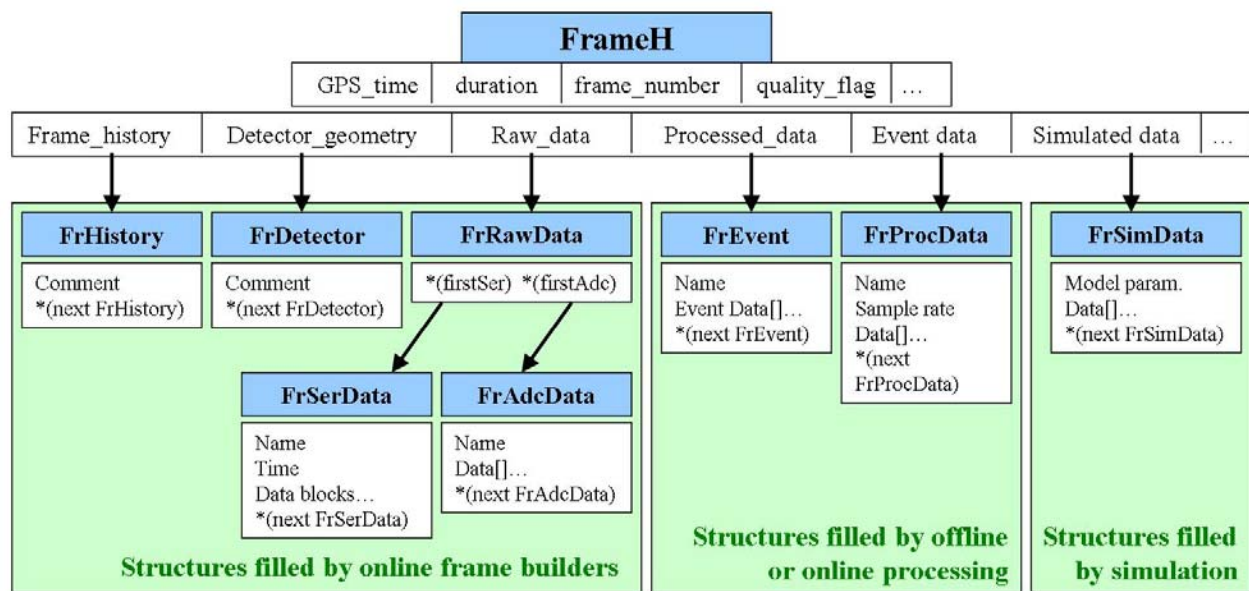 FrameH
GPS_time duration frame_number quality_flag …
Frame_history Detector_geometry Raw_data Processed_data Event data Simulated data …
FrHistory
Comment
*(next FrHistory)
FrDetector
Comment
*(next FrDetector)
FrRawData
*(firstSer) *(firstAdc)
FrSerData
Name
Time
Data blocks…
*(next FrSerData)
FrAdcData
Name
Data[]…
*(next FrAdcData)
Structures filled by online frame builders
FrEvent
Name
Event Data[]…
*(next FrEvent)
FrProcData
Name
Sample rate
Data[]…
*(next
FrProcData)
Structures filled by offline
or online processing
FrSimData
Model param.
Data[]…
*(next FrSimData)
Structures filled
by simulation